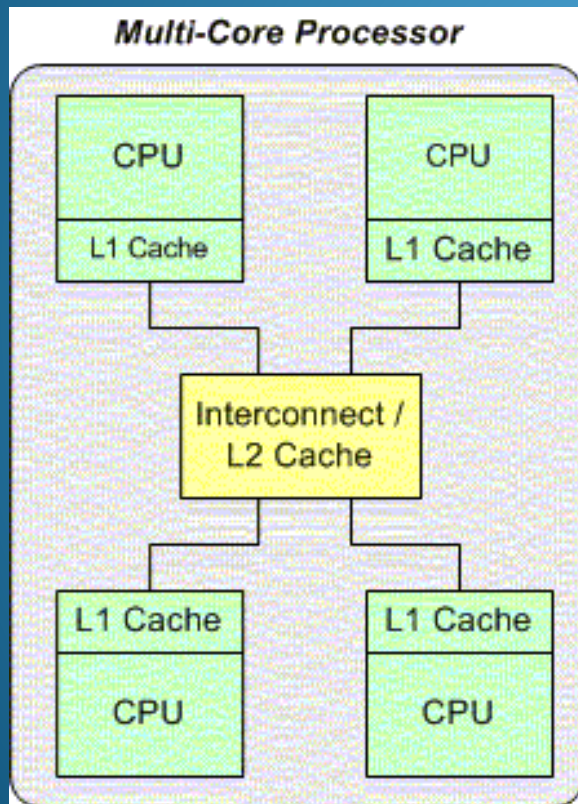 Multi-Core Processor
CPU
L1 Cache
CPU
L1 Cache
Interconnect /
L2 Cache
L1 Cache
CPU
L1 Cache
CPU